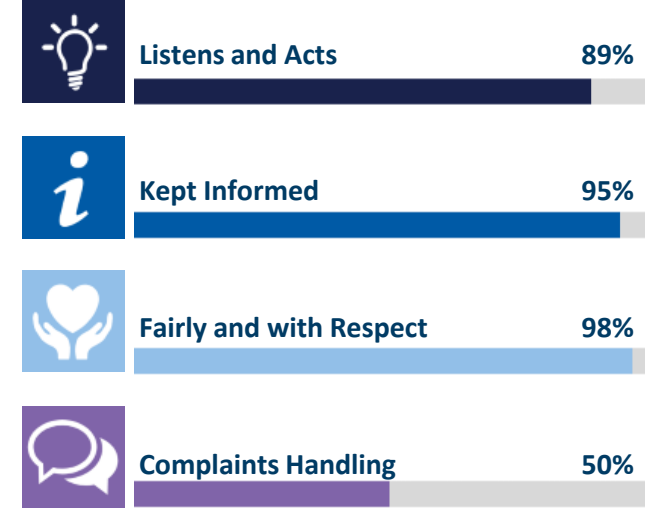 Listens and Acts 89%
Kept Informed 95%
Fairly and with Respect 98%
Complaints Handling 50%